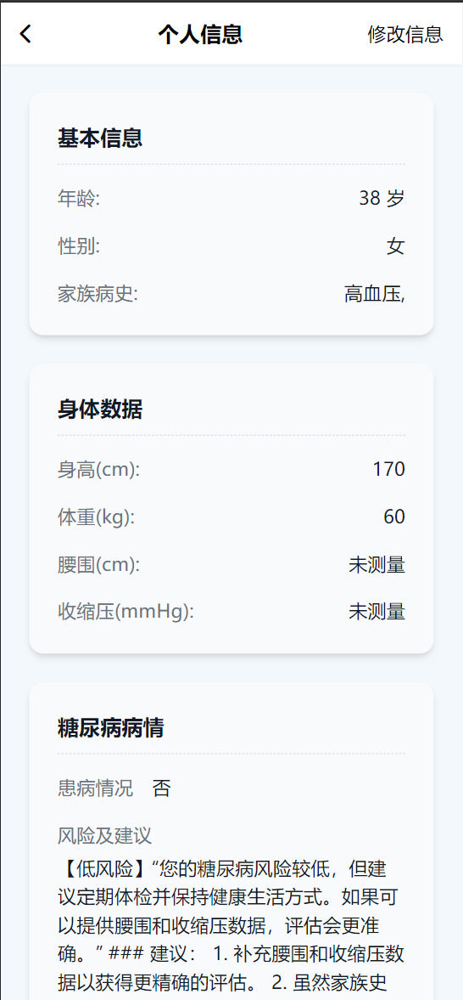 个人信息 修改信息
基本信息
年龄: 38 岁
性别: 女
家族病史: 高血压,
身体数据
身高(cm): 170
体重(kg): 60
腰围(cm): 未测量
收缩压(mmHg): 未测量
糖尿病病情
患病情况 否
风险及建议
【低风险】“您的糖尿病风险较低，但建
议定期体检并保持健康生活方式。如果可
以提供腰围和收缩压数据，评估会更准
确。” ### 建议： 1. 补充腰围和收缩压数
据以获得更精确的评估。 2. 虽然家族史